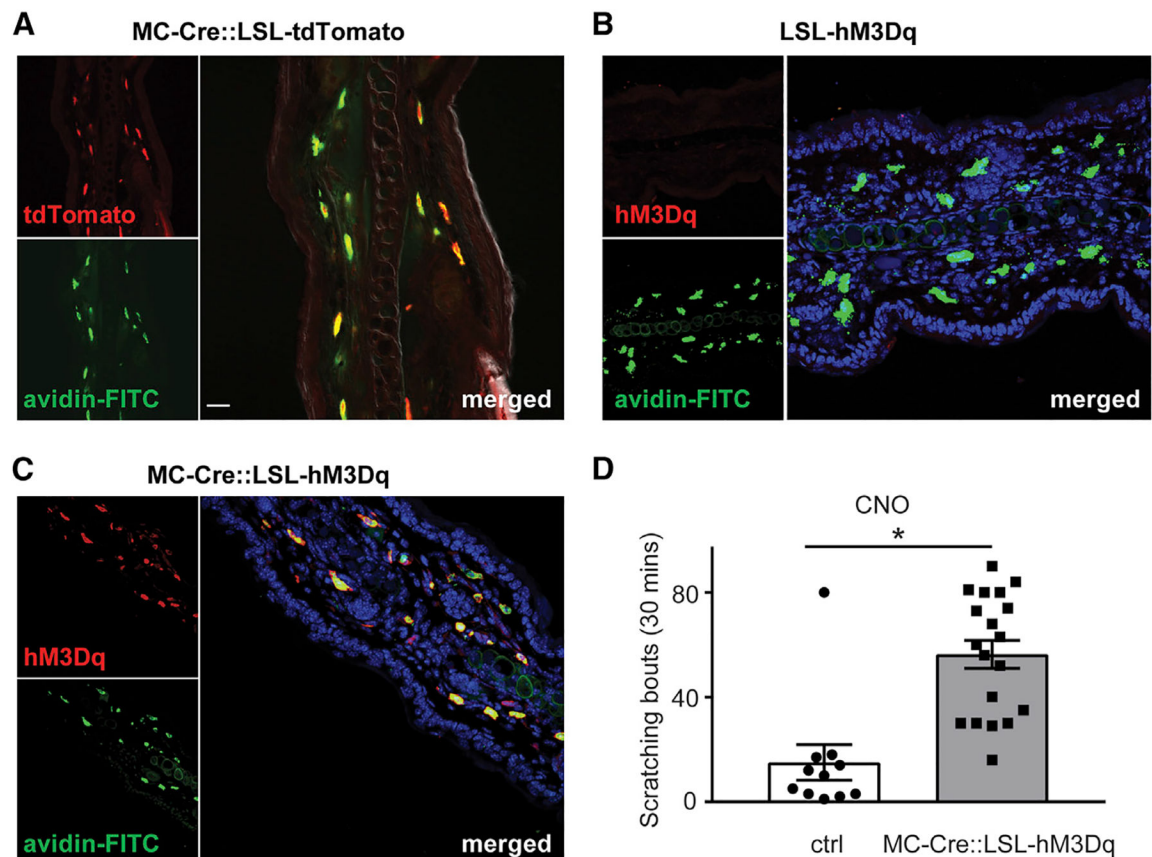 A
MC-Cre::LSL-tdTomato
tdTomato
avidin-FITC
merged
B
LSL-hM3Dq
hM3Dq
avidin-FITC
merged
C
MC-Cre::LSL-hM3Dq
hM3Dq
avidin-FITC
merged
D
CNO
*
Scratching bouts (30 mins)
80
40
0
ctrl
MC-Cre::LSL-hM3Dq